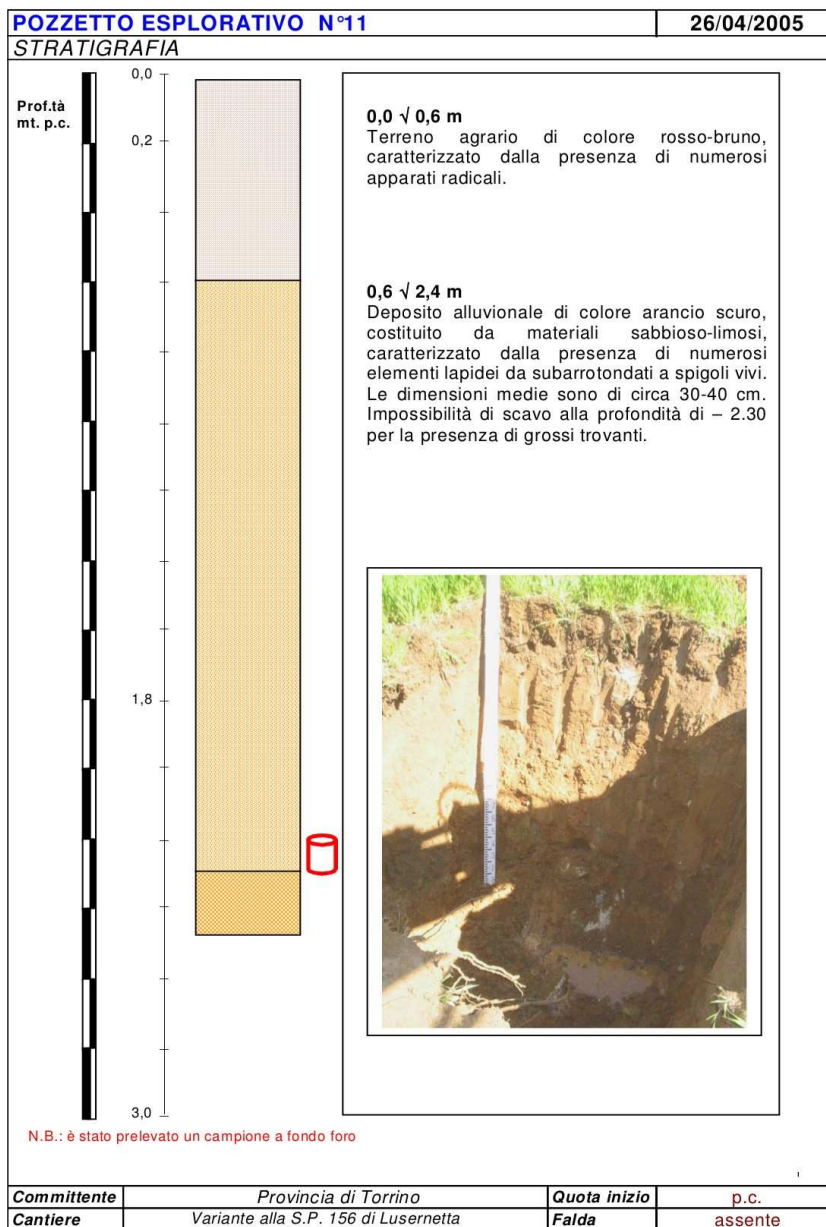 POZZETTO ESPLORATIVO N°11
26/04/2005
STRATIGRAFIA
Prof.tà
mt. p.c.
0,0
0,2
1,8
3,0
0,0 √ 0,6 m
Terreno agrario di colore rosso-bruno,
caratterizzato dalla presenza di numerosi
apparati radicali.
0,6 √ 2,4 m
Deposito alluvionale di colore arancio scuro,
costituito da materiali sabbioso-limosi,
caratterizzato dalla presenza di numerosi
elementi lapidei da subarrotondati a spigoli vivi.
Le dimensioni medie sono di circa 30-40 cm.
Impossibilità di scavo alla profondità di – 2.30
per la presenza di grossi trovanti.
N.B.: è stato prelevato un campione a fondo foro
Committente Provincia di Torrino Quota inizio p.c.
Cantiere Variante alla S.P. 156 di Lusernetta Falda assente